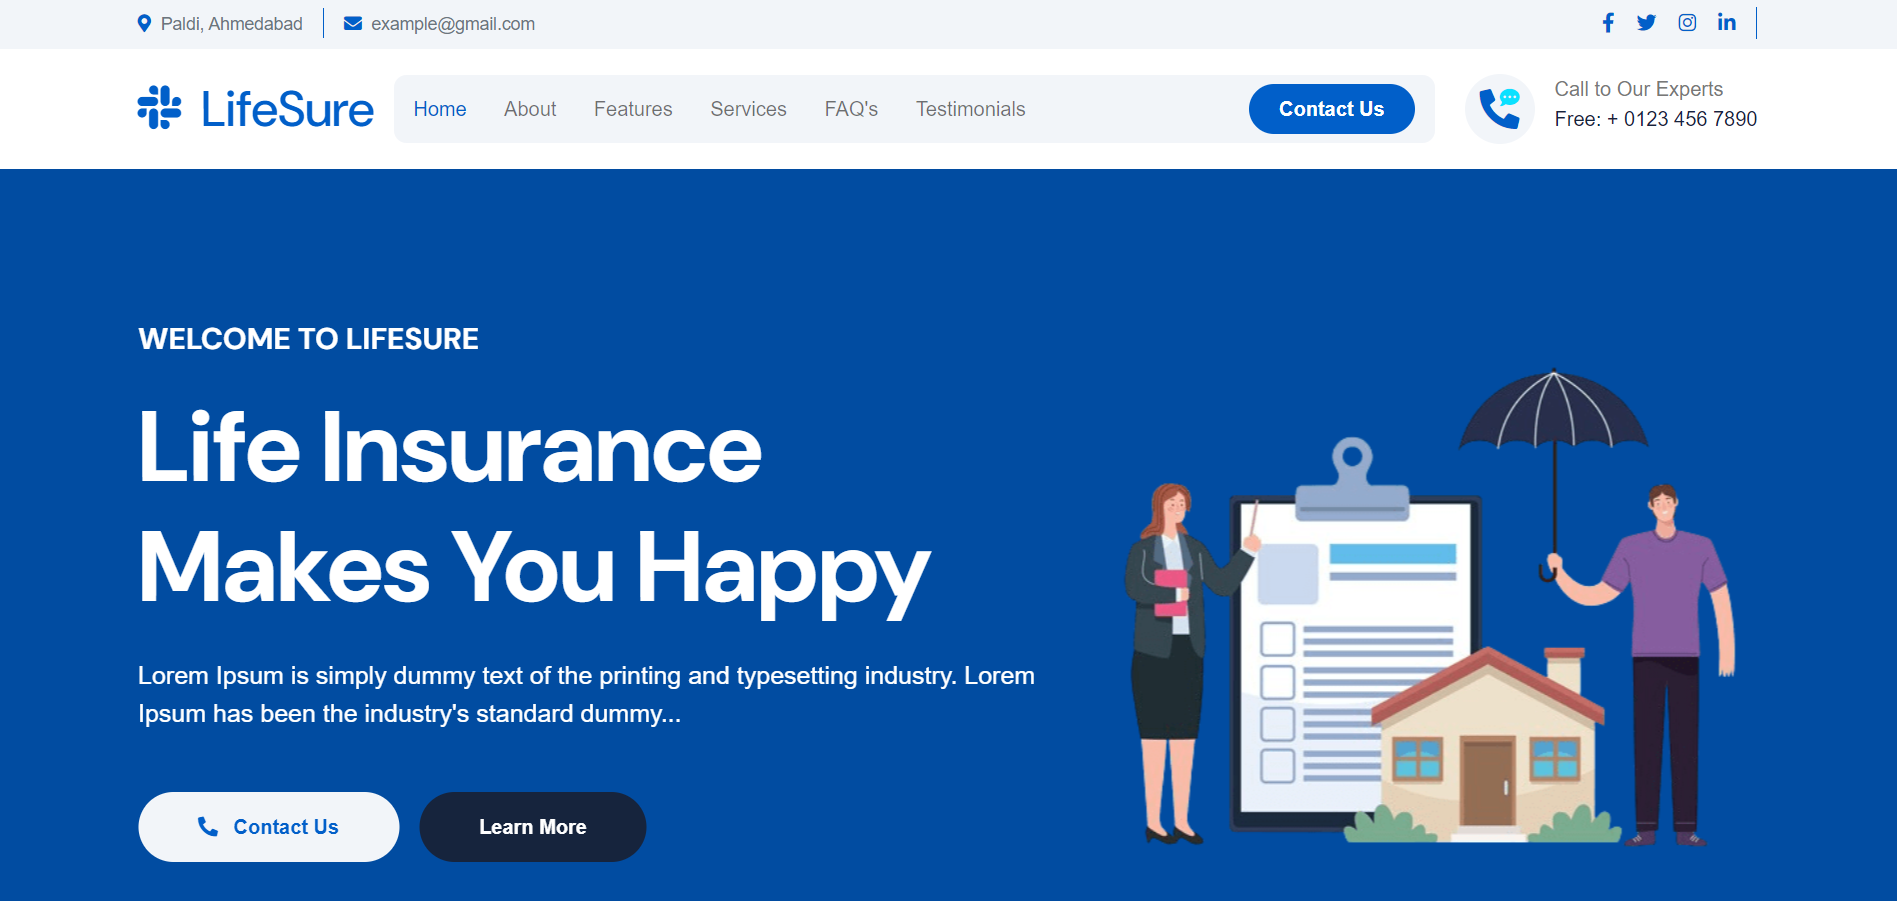 Paldi, Ahmedabad
example@gmail.com
LifeSure
Home About Features Services FAQ's Testimonials
Contact Us
Call to Our Experts
Free: + 0123 456 7890
WELCOME TO LIFESURE
Life Insurance
Makes You Happy
Lorem Ipsum is simply dummy text of the printing and typesetting industry. Lorem
Ipsum has been the industry's standard dummy...
Contact Us
Learn More